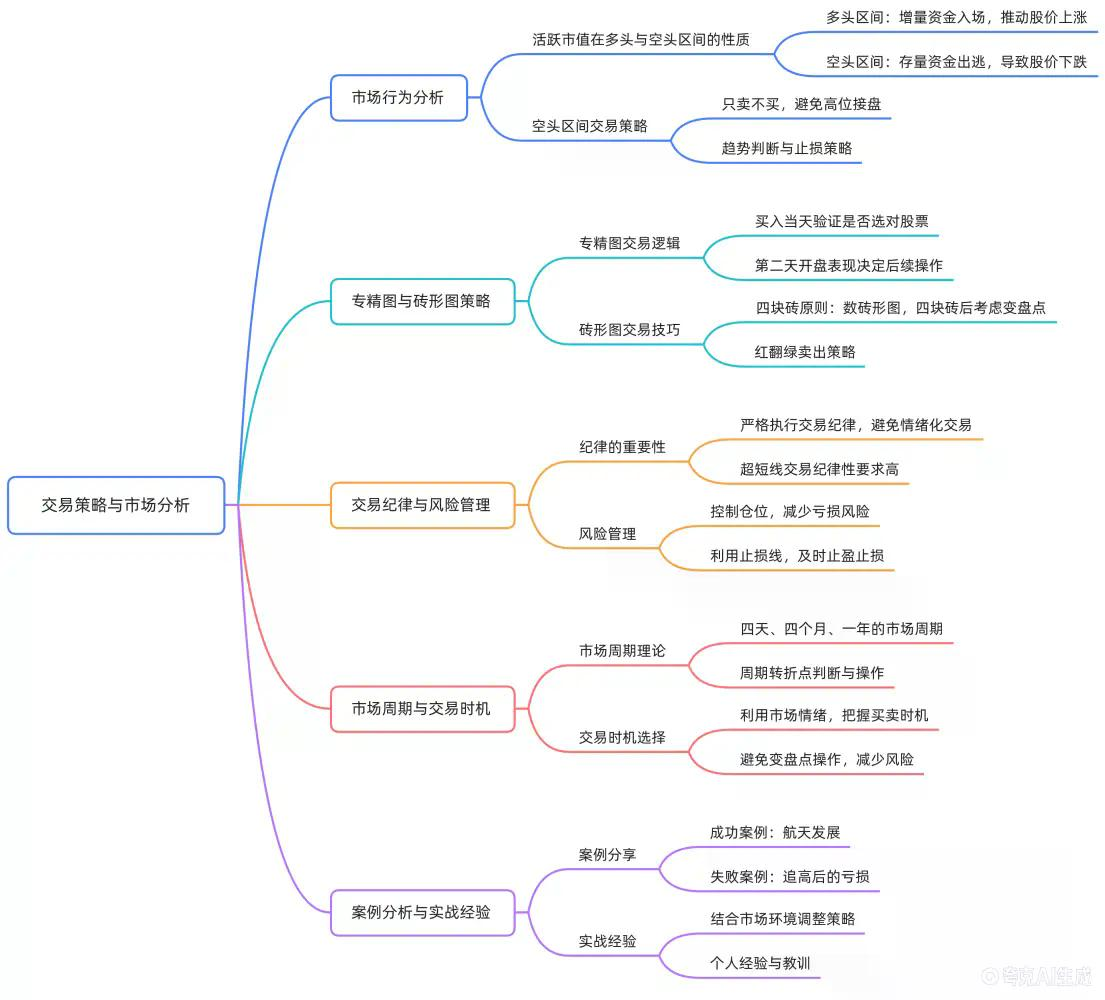 交易策略与市场分析
市场行为分析
活跃市值在多头与空头区间的性质
多头区间：增量资金入场，推动股价上涨
空头区间：存量资金出逃，导致股价下跌
空头区间交易策略
只卖不买，避免高位接盘
趋势判断与止损策略
专精图与砖形图策略
专精图交易逻辑
买入当天验证是否选对股票
第二天开盘表现决定后续操作
砖形图交易技巧
四块砖原则：数砖形图，四块砖后考虑变盘点
红翻绿卖出策略
交易纪律与风险管理
纪律的重要性
严格执行交易纪律，避免情绪化交易
超短线交易纪律性要求高
风险管理
控制仓位，减少亏损风险
利用止损线，及时止盈止损
市场周期与交易时机
市场周期理论
四天、四个月、一年的市场周期
周期转折点判断与操作
交易时机选择
利用市场情绪，把握买卖时机
避免变盘点操作，减少风险
案例分析与实战经验
案例分享
成功案例：航天发展
失败案例：追高后的亏损
实战经验
结合市场环境调整策略
个人经验与教训
夸克AI生成